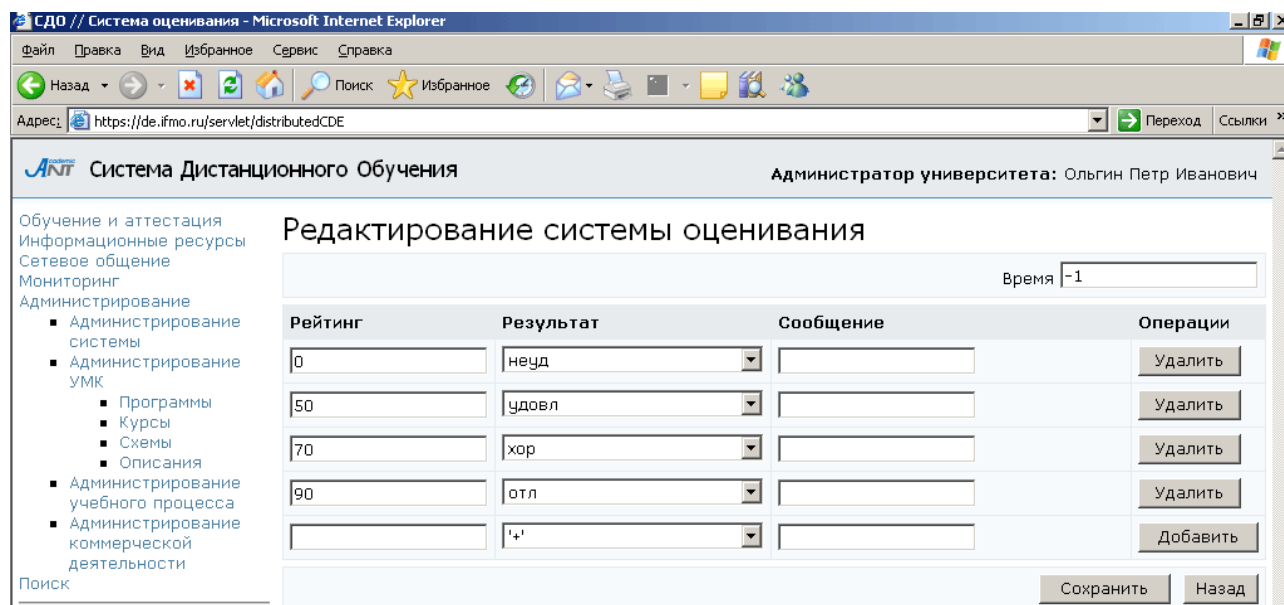 СДО // Система оценивания - Microsoft Internet Explorer
Файл Правка Вид Избранное Сервис Справка
Назад Поиск Избранное
Адрес: https://de.ifmo.ru/servlet/distributedCDE Переход Ссылки »
Academic ANT Система Дистанционного Обучения Администратор университета: Ольгин Петр Иванович
Обучение и аттестация
Информационные ресурсы
Сетевое общение
Мониторинг
Администрирование
Администрирование
системы
Администрирование
УМК
Программы
Курсы
Схемы
Описания
Администрирование
учебного процесса
Администрирование
коммерческой
деятельности
Поиск
Редактирование системы оценивания
Время -1
Рейтинг Результат Сообщение Операции
0 неуд Удалить
50 удовл Удалить
70 хор Удалить
90 отл Удалить
'+' Добавить
Сохранить Назад